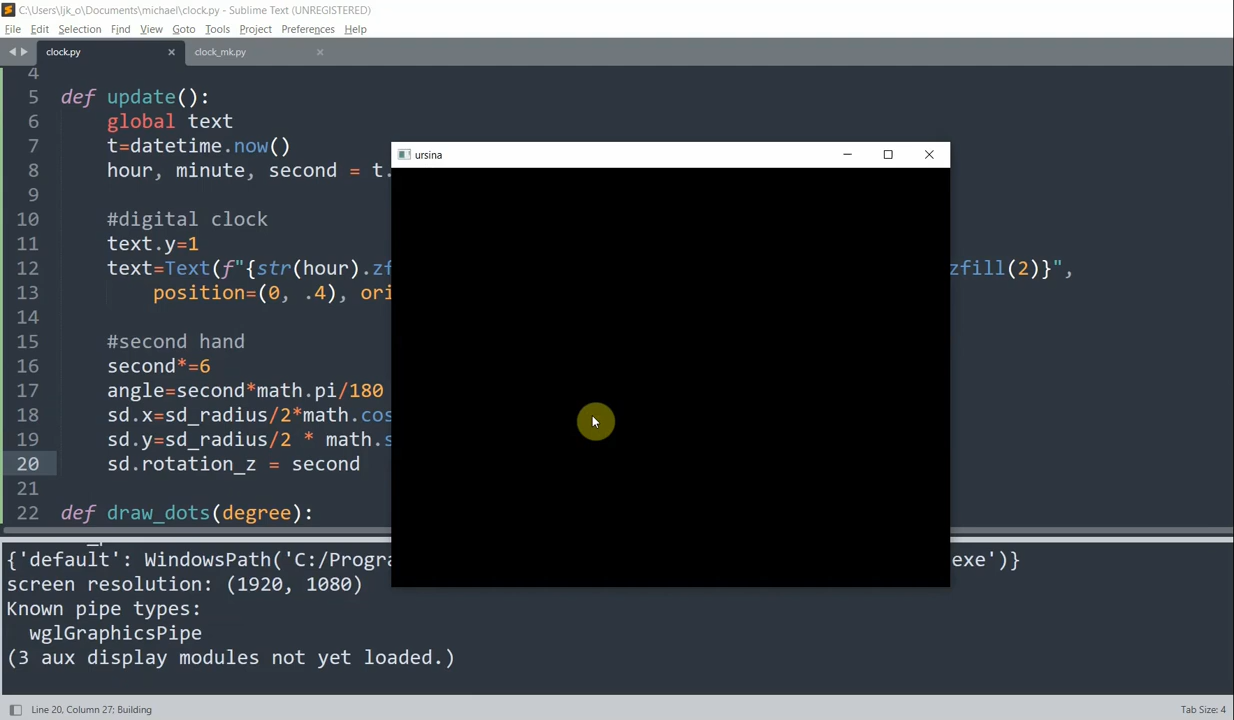 C:\Users\ljk_o\Documents\michael\clock.py - Sublime Text (UNREGISTERED)
File Edit Selection Find View Goto Tools Project Preferences Help
clock.py clock_mk.py
4
5 def update():
6 global text
7 t=datetime.now()
8 hour, minute, second = t.
9
10 #digital clock
11 text.y=1
12 text=Text(f"{str(hour).zf zfill(2)}",
13 position=(0, .4), ori
14
15 #second hand
16 second*=6
17 angle=second*math.pi/180
18 sd.x=sd_radius/2*math.cos
19 sd.y=sd_radius/2 * math.s
20 sd.rotation_z = second
21
22 def draw_dots(degree):
ursina
{'default': WindowsPath('C:/Progra exe')}
screen resolution: (1920, 1080)
Known pipe types:
wglGraphicsPipe
(3 aux display modules not yet loaded.)
Line 20, Column 27; Building Tab Size: 4